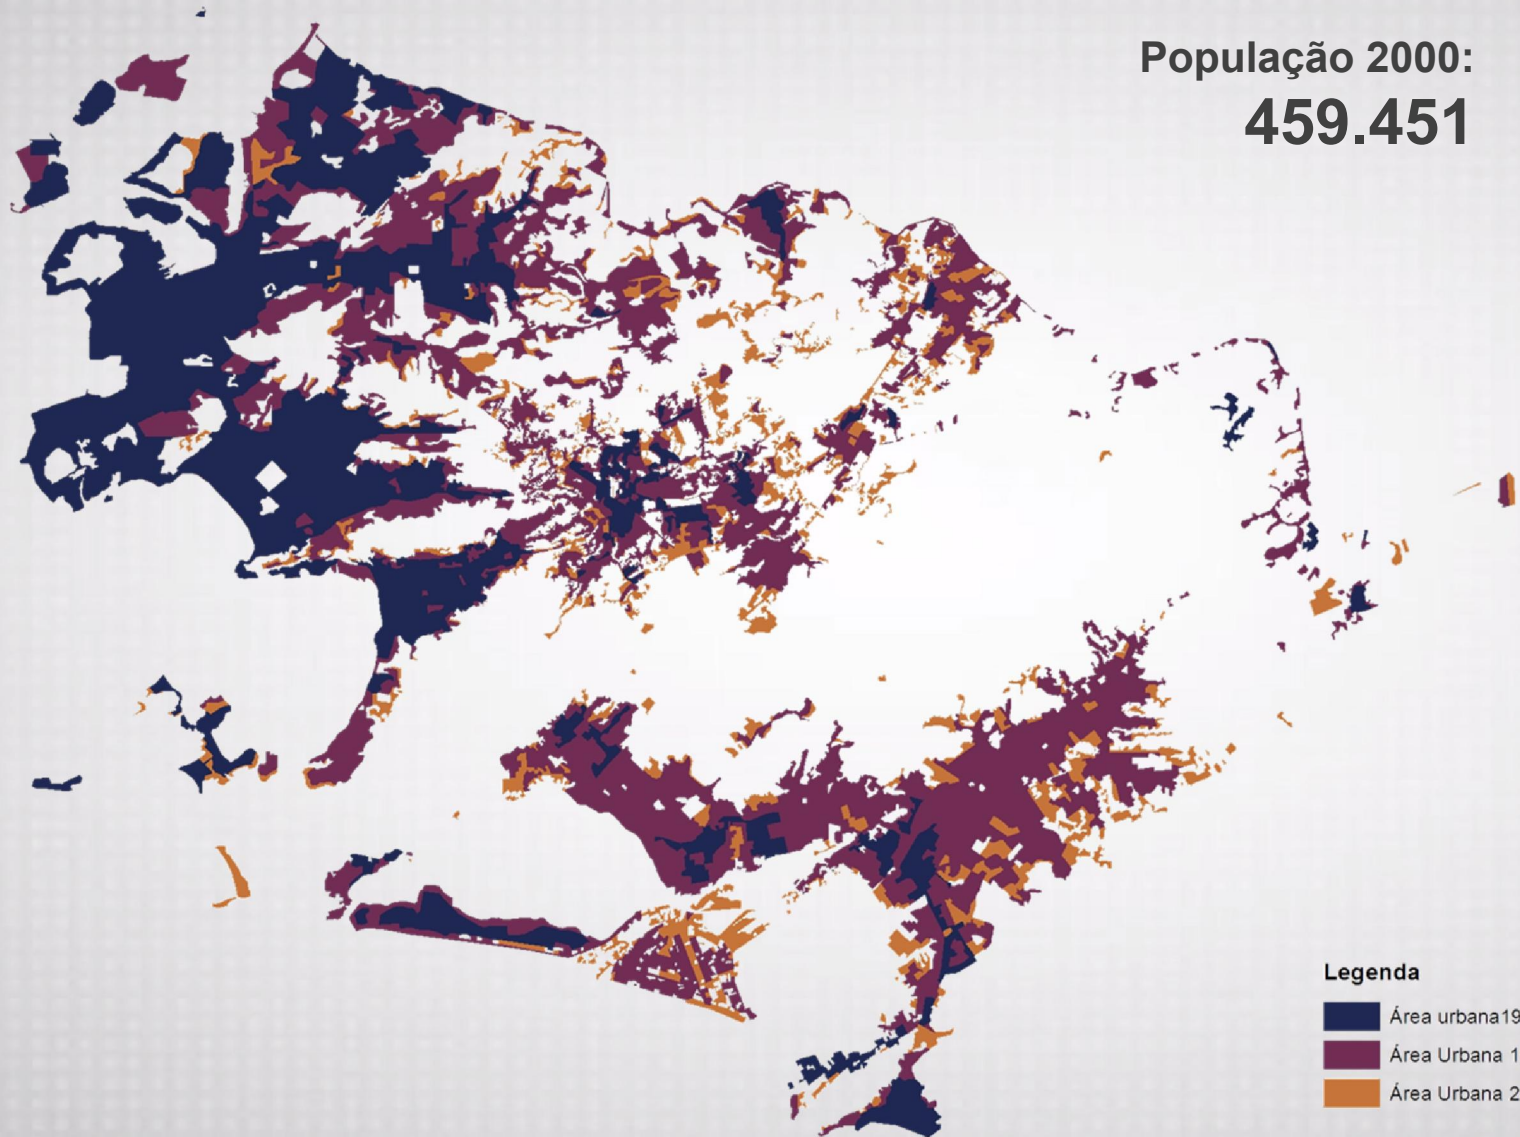 População 2000:
459.451
Legenda
Área urbana19
Área Urbana 1
Área Urbana 2